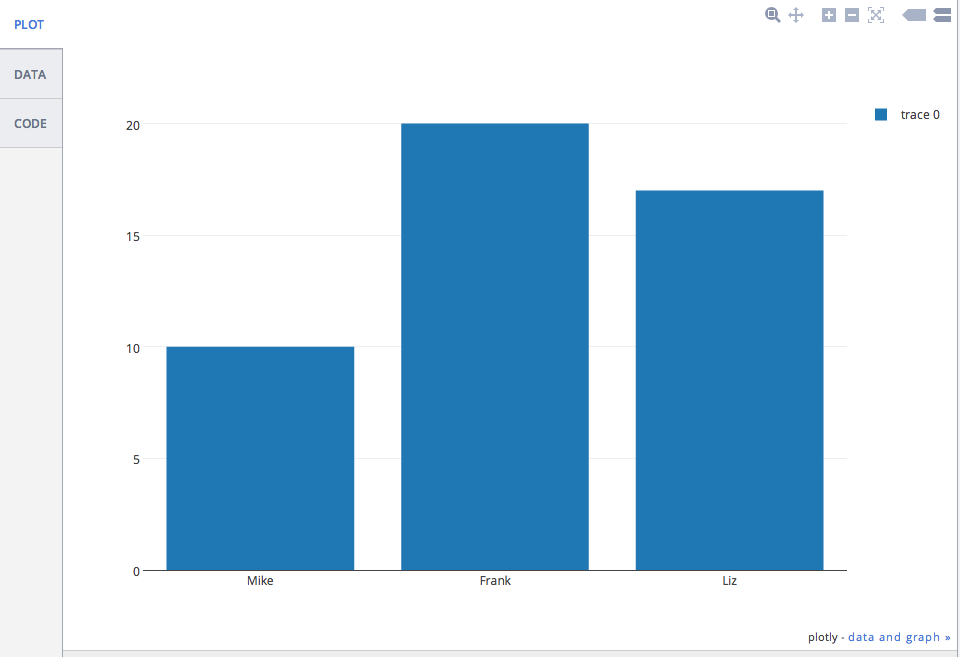 PLOT
DATA
CODE
trace 0
20
15
10
5
0
Mike Frank Liz
plotly - data and graph »